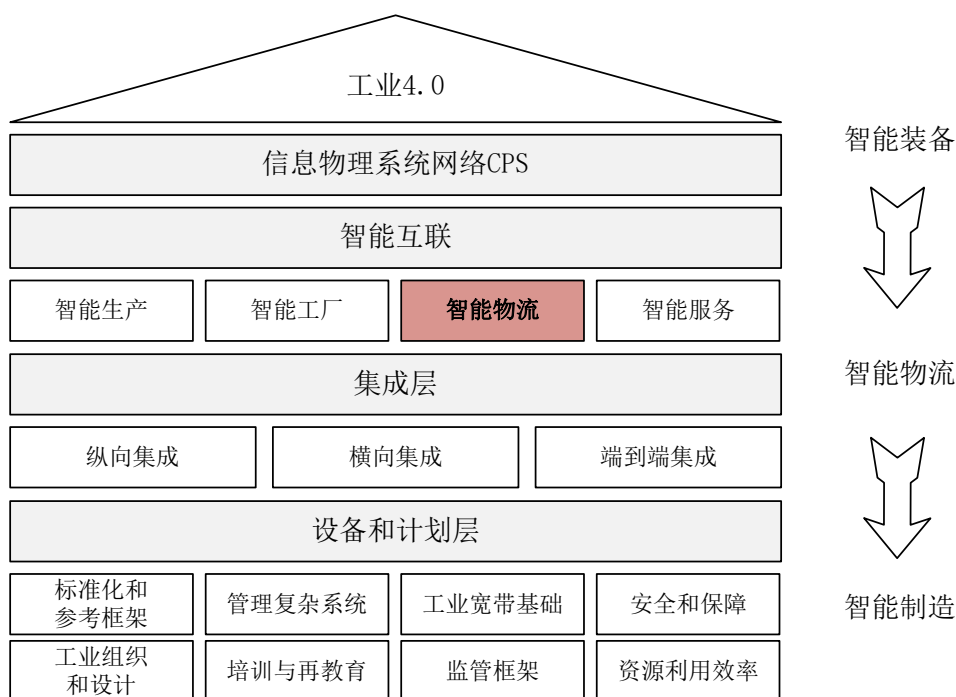 工业4.0
信息物理系统网络CPS
智能互联
智能生产
智能工厂
智能物流
智能服务
集成层
纵向集成
横向集成
端到端集成
设备和计划层
标准化和
参考框架
管理复杂系统
工业宽带基础
安全和保障
工业组织
和设计
培训与再教育
监管框架
资源利用效率
智能装备
智能物流
智能制造